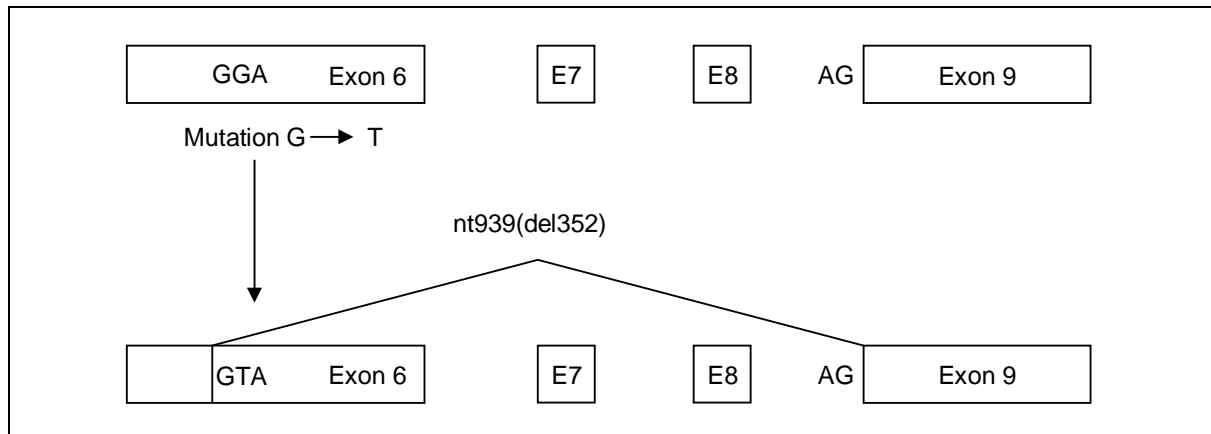 GGA Exon 6 E7 E8 AG Exon 9
Mutation G → T
nt939(del352)
GTA Exon 6 E7 E8 AG Exon 9